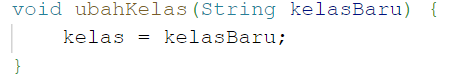 void ubahKelas(String kelasBaru) {
    kelas = kelasBaru;
}